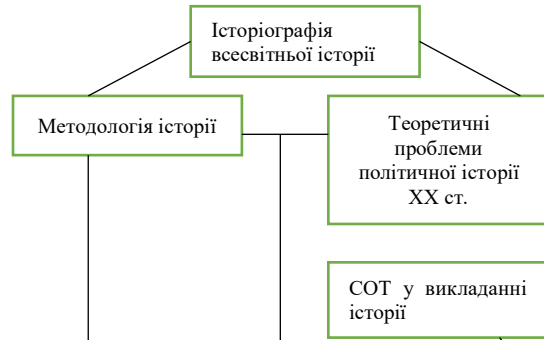 Історіографія
всесвітньої історії
Методологія історії
Теоретичні
проблеми
політичної історії
ХХ ст.
СОТ у викладанні
історії